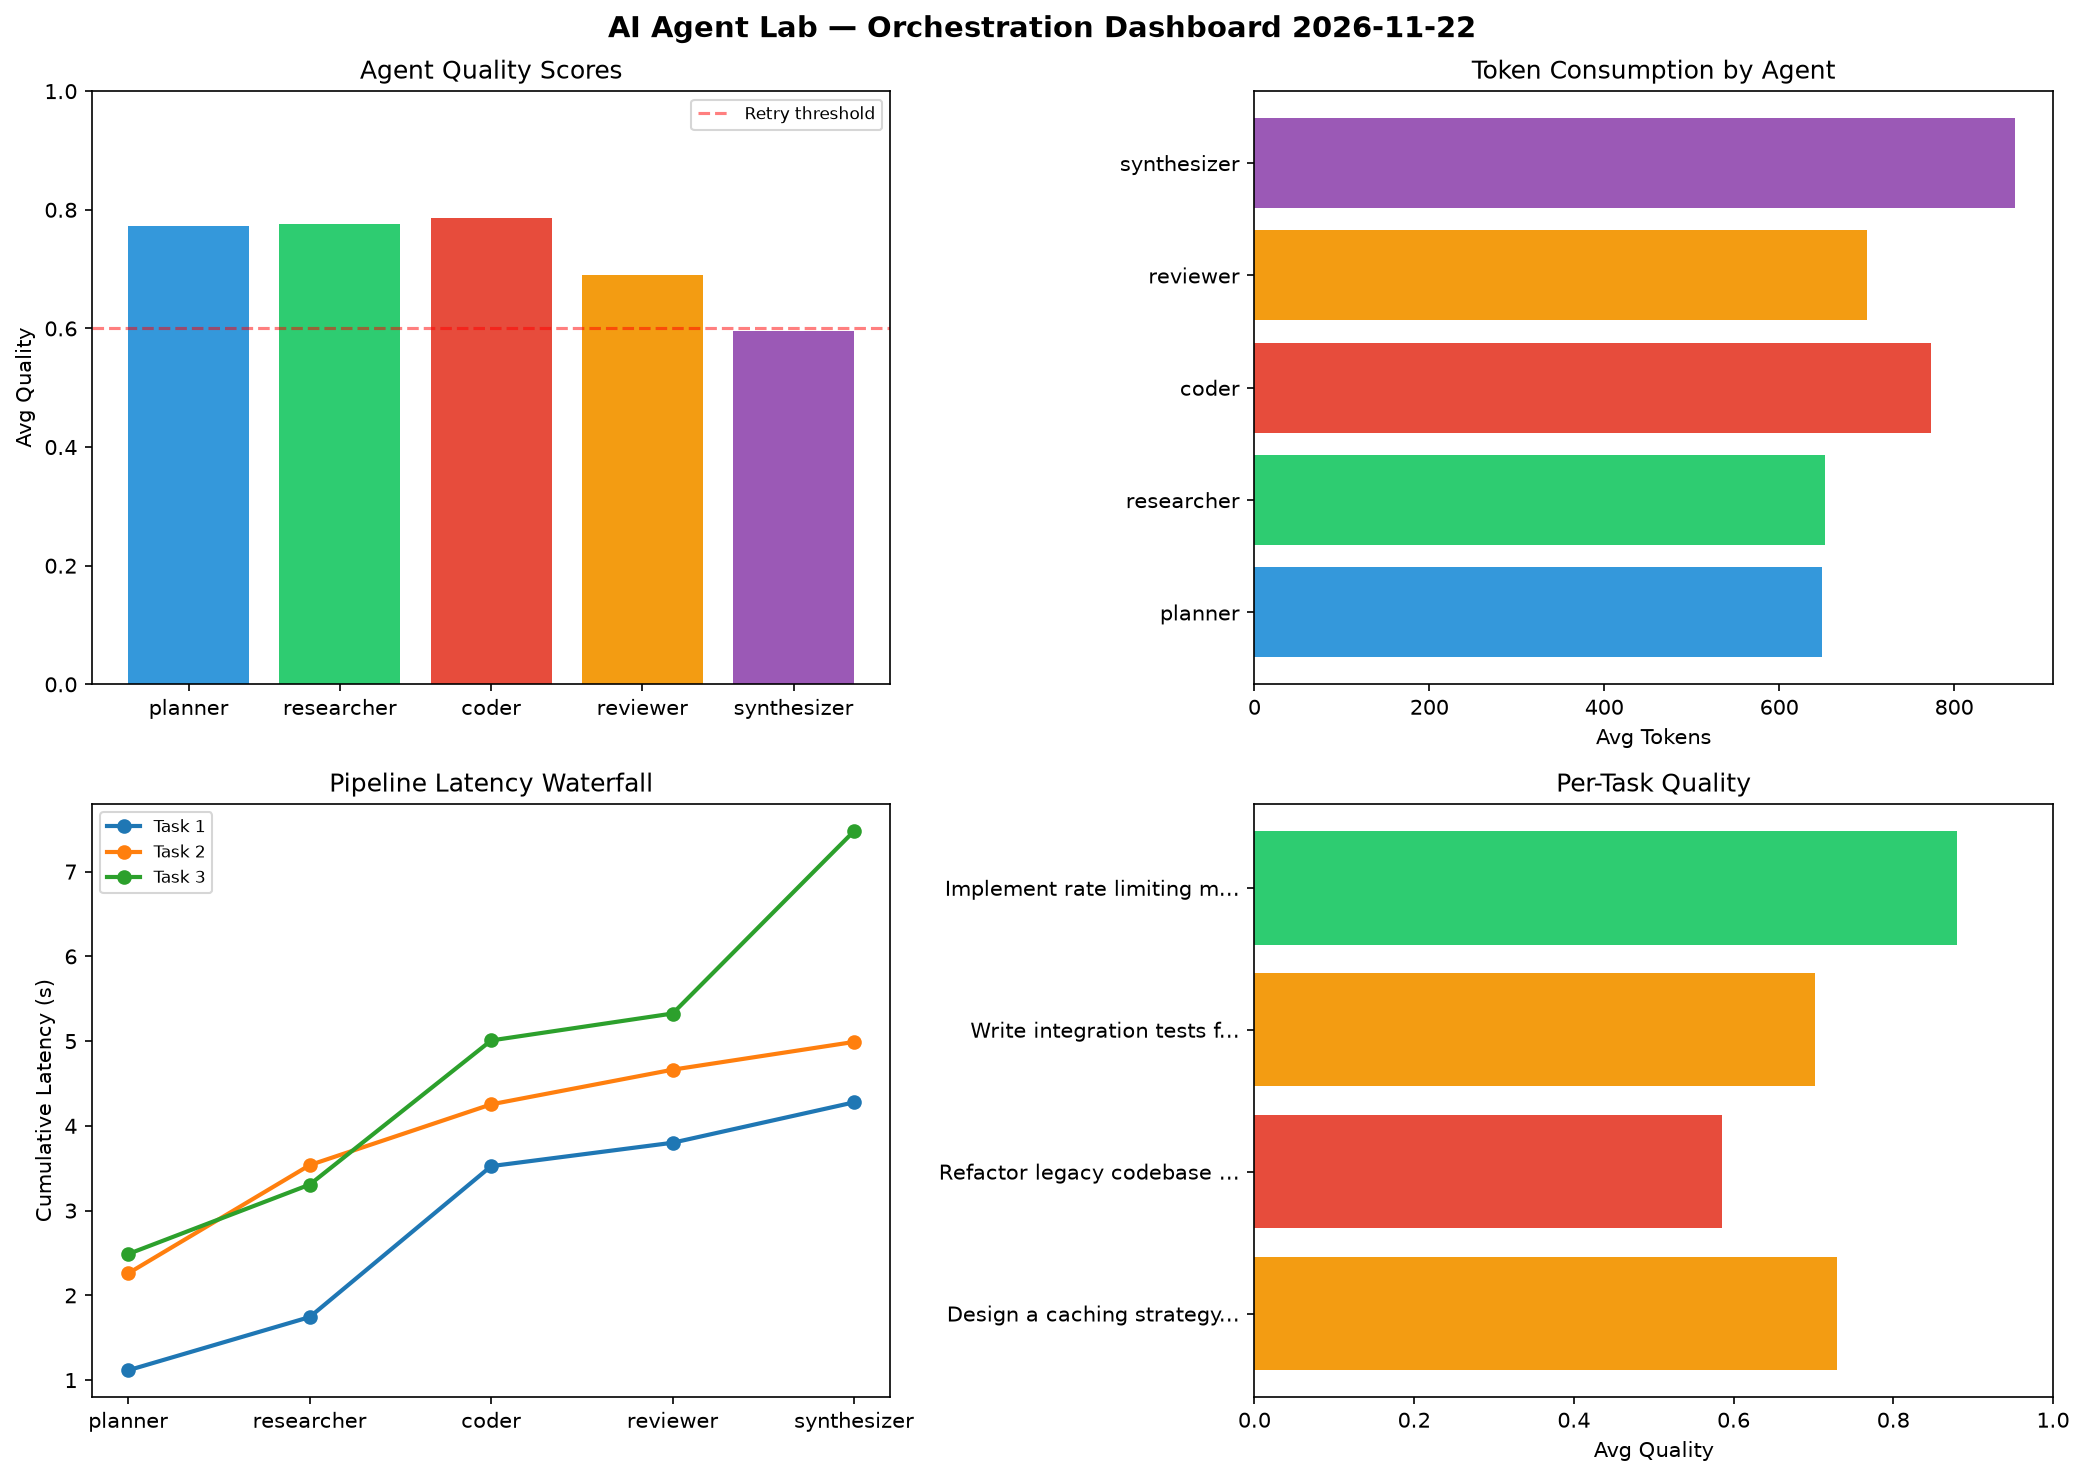 AI Agent Lab — Orchestration Dashboard 2026-11-22
Agent Quality Scores
Avg Quality
1.0
0.8
0.6
0.4
0.2
0.0
Retry threshold
planner researcher coder reviewer synthesizer
Token Consumption by Agent
synthesizer
reviewer
coder
researcher
planner
0 200 400 600 800
Avg Tokens
Pipeline Latency Waterfall
Cumulative Latency (s)
7
6
5
4
3
2
1
Task 1
Task 2
Task 3
planner researcher coder reviewer synthesizer
Per-Task Quality
Implement rate limiting m...
Write integration tests f...
Refactor legacy codebase ...
Design a caching strategy...
0.0 0.2 0.4 0.6 0.8 1.0
Avg Quality